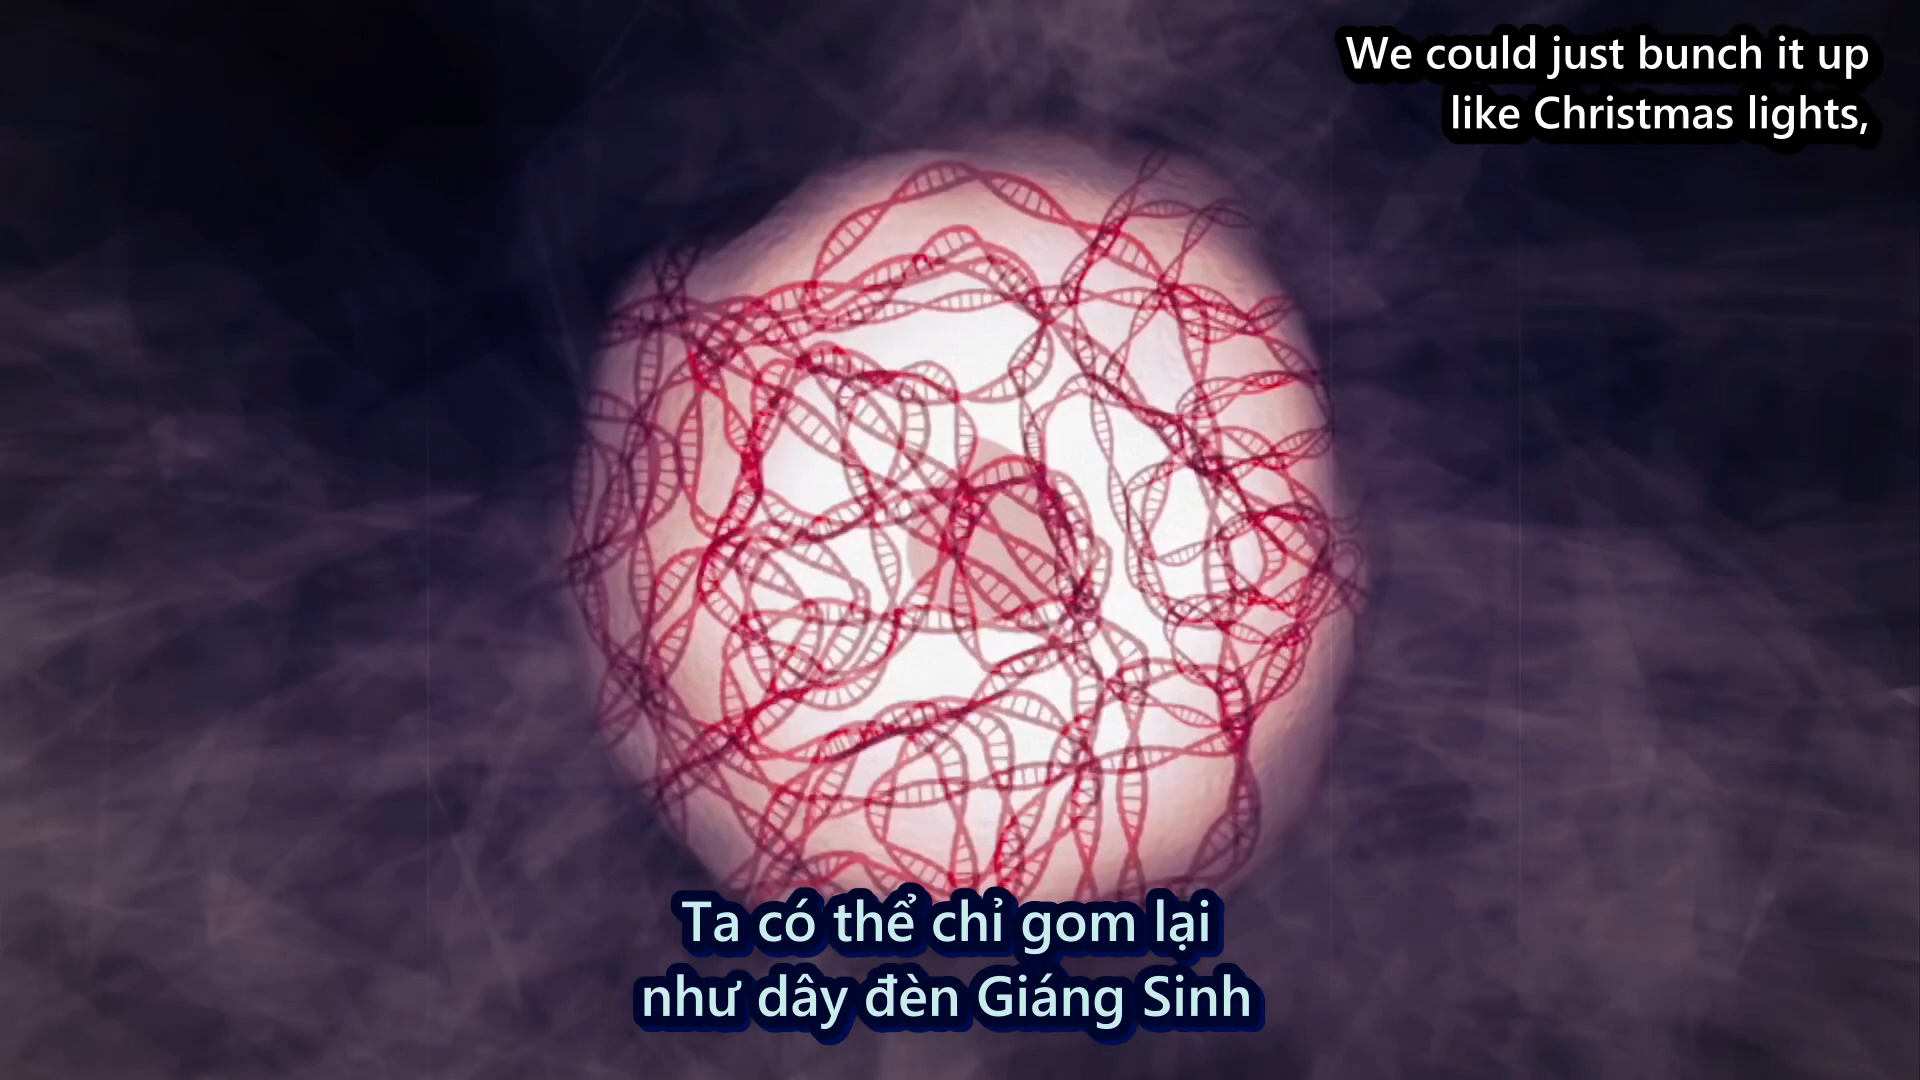 We could just bunch it up
like Christmas lights,
Ta có thể chỉ gom lại
như dây đèn Giáng Sinh